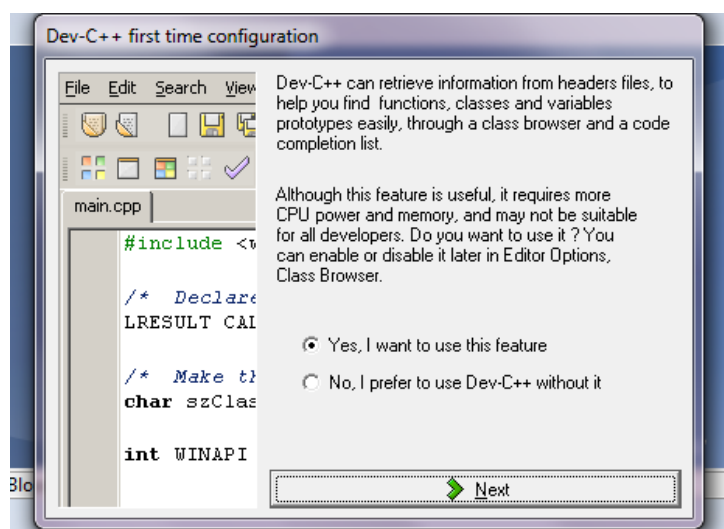 Dev-C++ first time configuration
File Edit Search View
main.cpp
#include <w
/* Declare
LRESULT CAL
/* Make th
char szClas
int WINAPI
Dev-C++ can retrieve information from headers files, to
help you find functions, classes and variables
prototypes easily, through a class browser and a code
completion list.
Although this feature is useful, it requires more
CPU power and memory, and may not be suitable
for all developers. Do you want to use it ? You
can enable or disable it later in Editor Options,
Class Browser.
Yes, I want to use this feature
No, I prefer to use Dev-C++ without it
Next
Blo